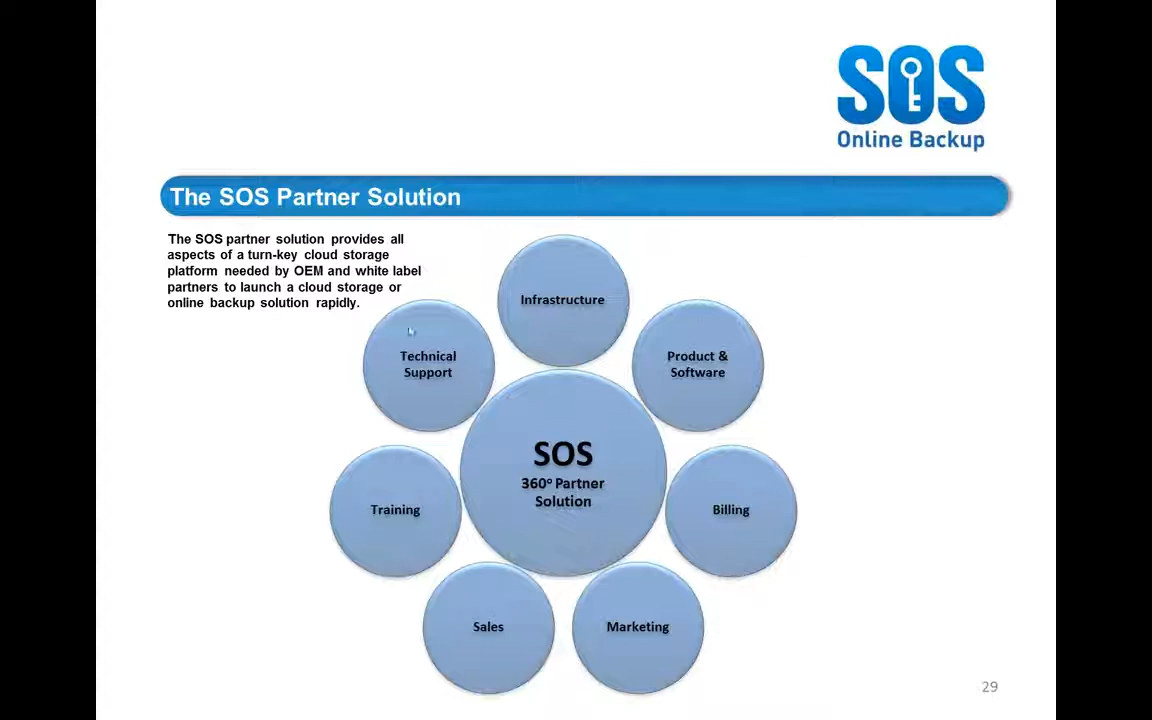 SOS
Online Backup
The SOS Partner Solution
The SOS partner solution provides all
aspects of a turn-key cloud storage
platform needed by OEM and white label
partners to launch a cloud storage or
online backup solution rapidly.
Infrastructure
Technical
Support
Product &
Software
SOS
360º Partner
Solution
Training
Billing
Sales
Marketing
29